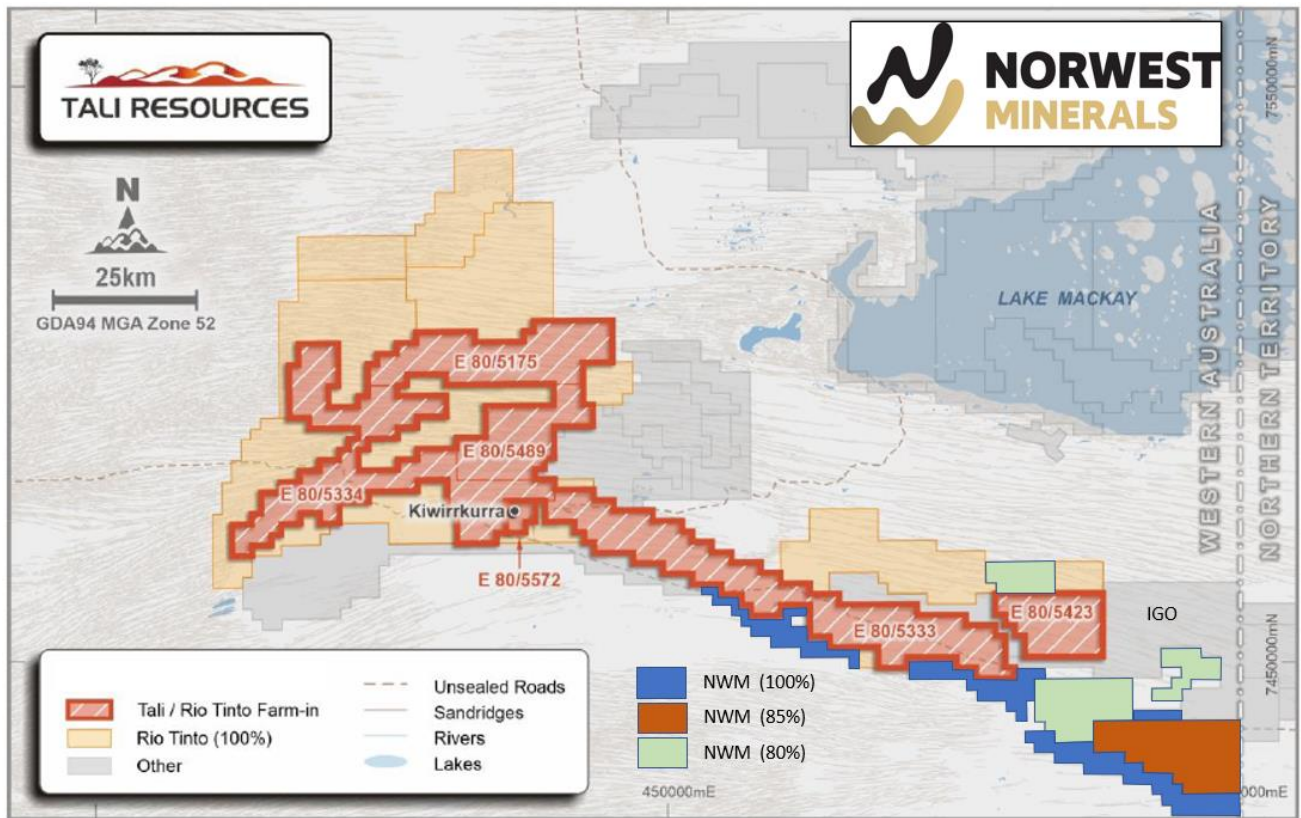 TALI RESOURCES
NORWEST
MINERALS
N
25km
GDA94 MGA Zone 52
7550000mN
LAKE MACKAY
WESTERN AUSTRALIA
NORTHERN TERRITORY
E 80/5175
E 80/5489
E 80/5334
Kiwirrkurra
E 80/5572
E 80/5423
IGO
E 80/5333
7450000mN
Tali / Rio Tinto Farm-in
Rio Tinto (100%)
Other
Unsealed Roads
Sandridges
Rivers
Lakes
NWM (100%)
NWM (85%)
NWM (80%)
450000mE
000mE